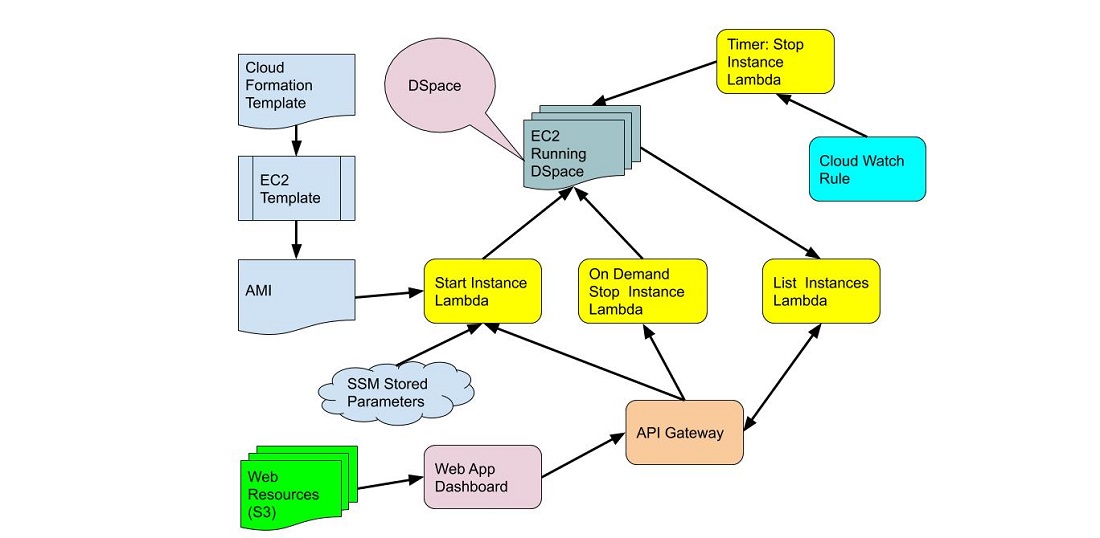 Cloud
Formation
Template
DSpace
Timer: Stop
Instance
Lambda
EC2
Running
DSpace
Cloud Watch
Rule
EC2
Template
AMI
Start Instance
Lambda
On Demand
Stop Instance
Lambda
List Instances
Lambda
SSM Stored
Parameters
API Gateway
Web
Resources
(S3)
Web App
Dashboard